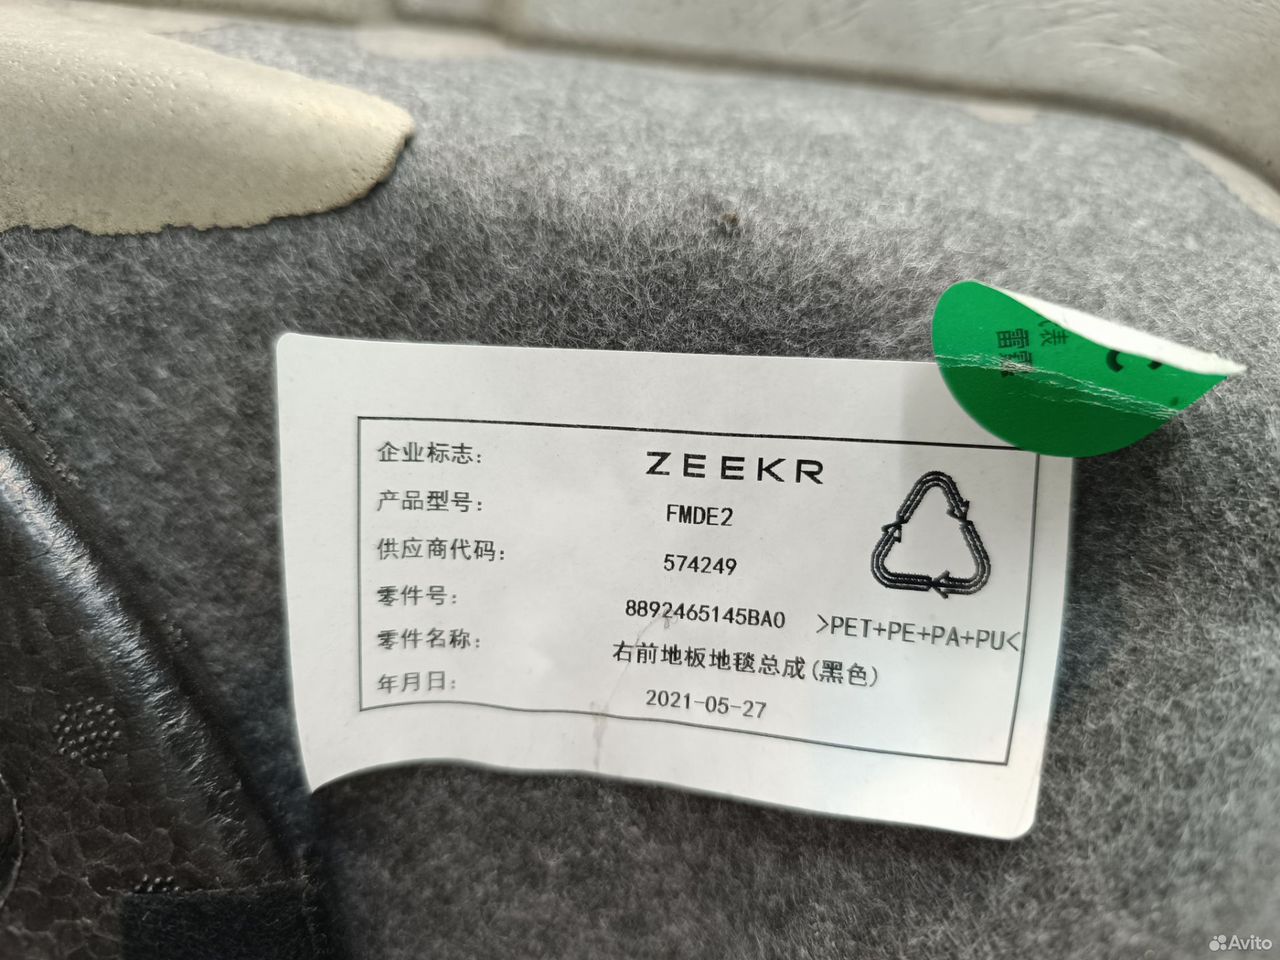 企业标志: ZEEKR
产品型号: FMDE2
供应商代码: 574249
零件号: 8892465145BA0 >PET+PE+PA+PU<
零件名称: 右前地板地毯总成(黑色)
年月日: 2021-05-27
C
表
雷
Avito